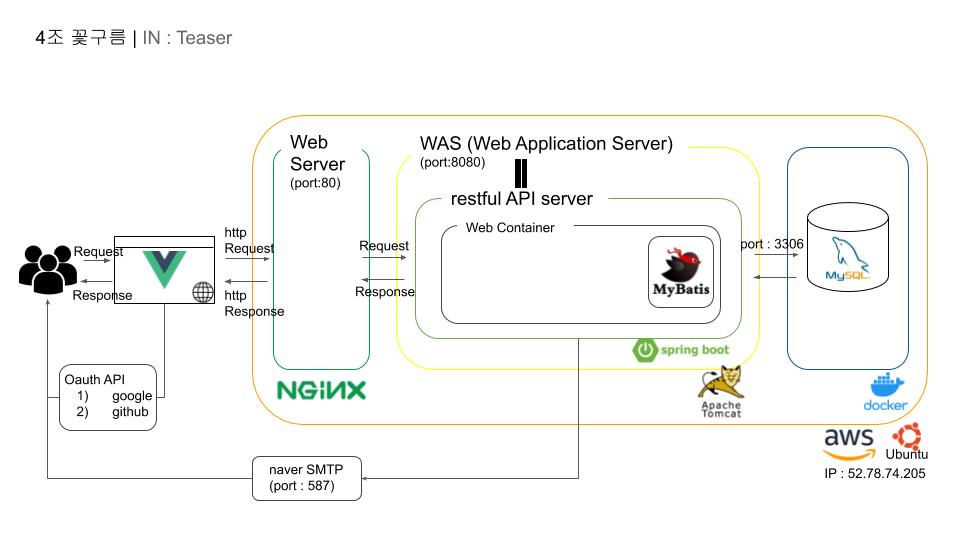 4조 꽃구름 | IN : Teaser
Web
Server
(port:80)
WAS (Web Application Server)
(port:8080)
restful API server
Web Container
http
Request
Request
Request
port : 3306
MyBatis
MySQL
Response
http
Response
Response
spring boot
Oauth API
1) google
2) github
NGINX
Apache
Tomcat
docker
aws
Ubuntu
naver SMTP
(port : 587)
IP : 52.78.74.205